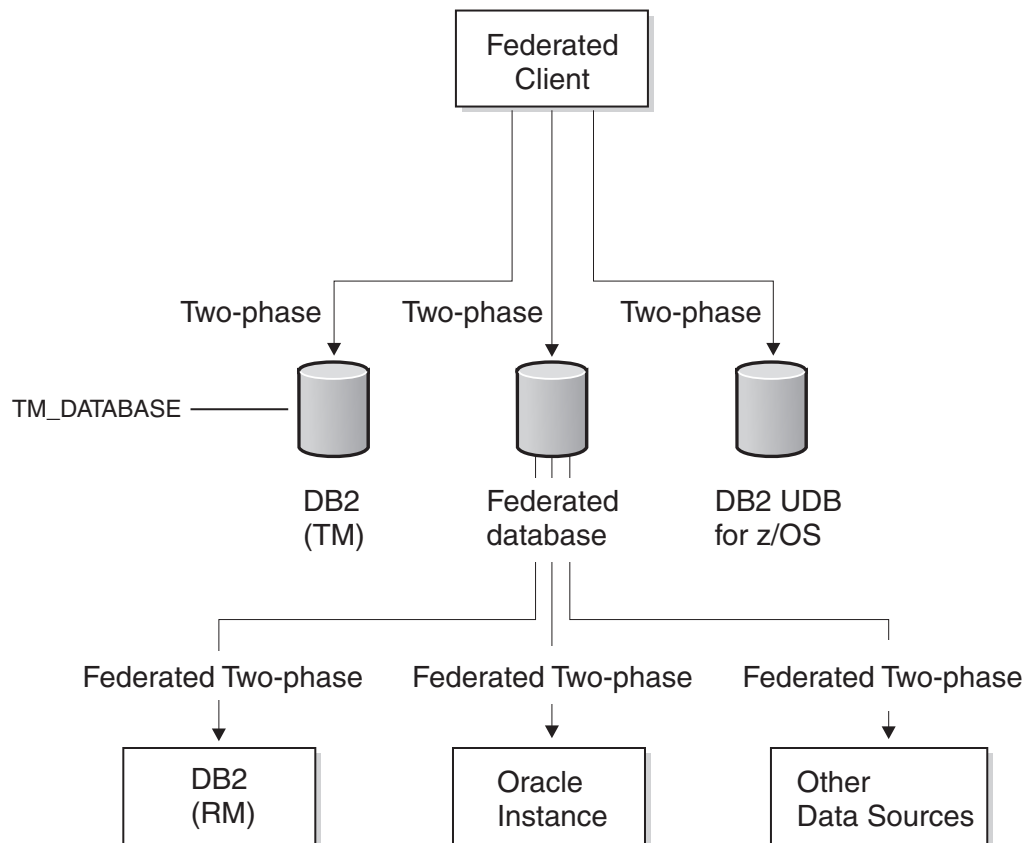 Federated
Client
Two-phase
Two-phase
Two-phase
TM_DATABASE
DB2
(TM)
Federated
database
DB2 UDB
for z/OS
Federated Two-phase
Federated Two-phase
Federated Two-phase
DB2
(RM)
Oracle
Instance
Other
Data Sources